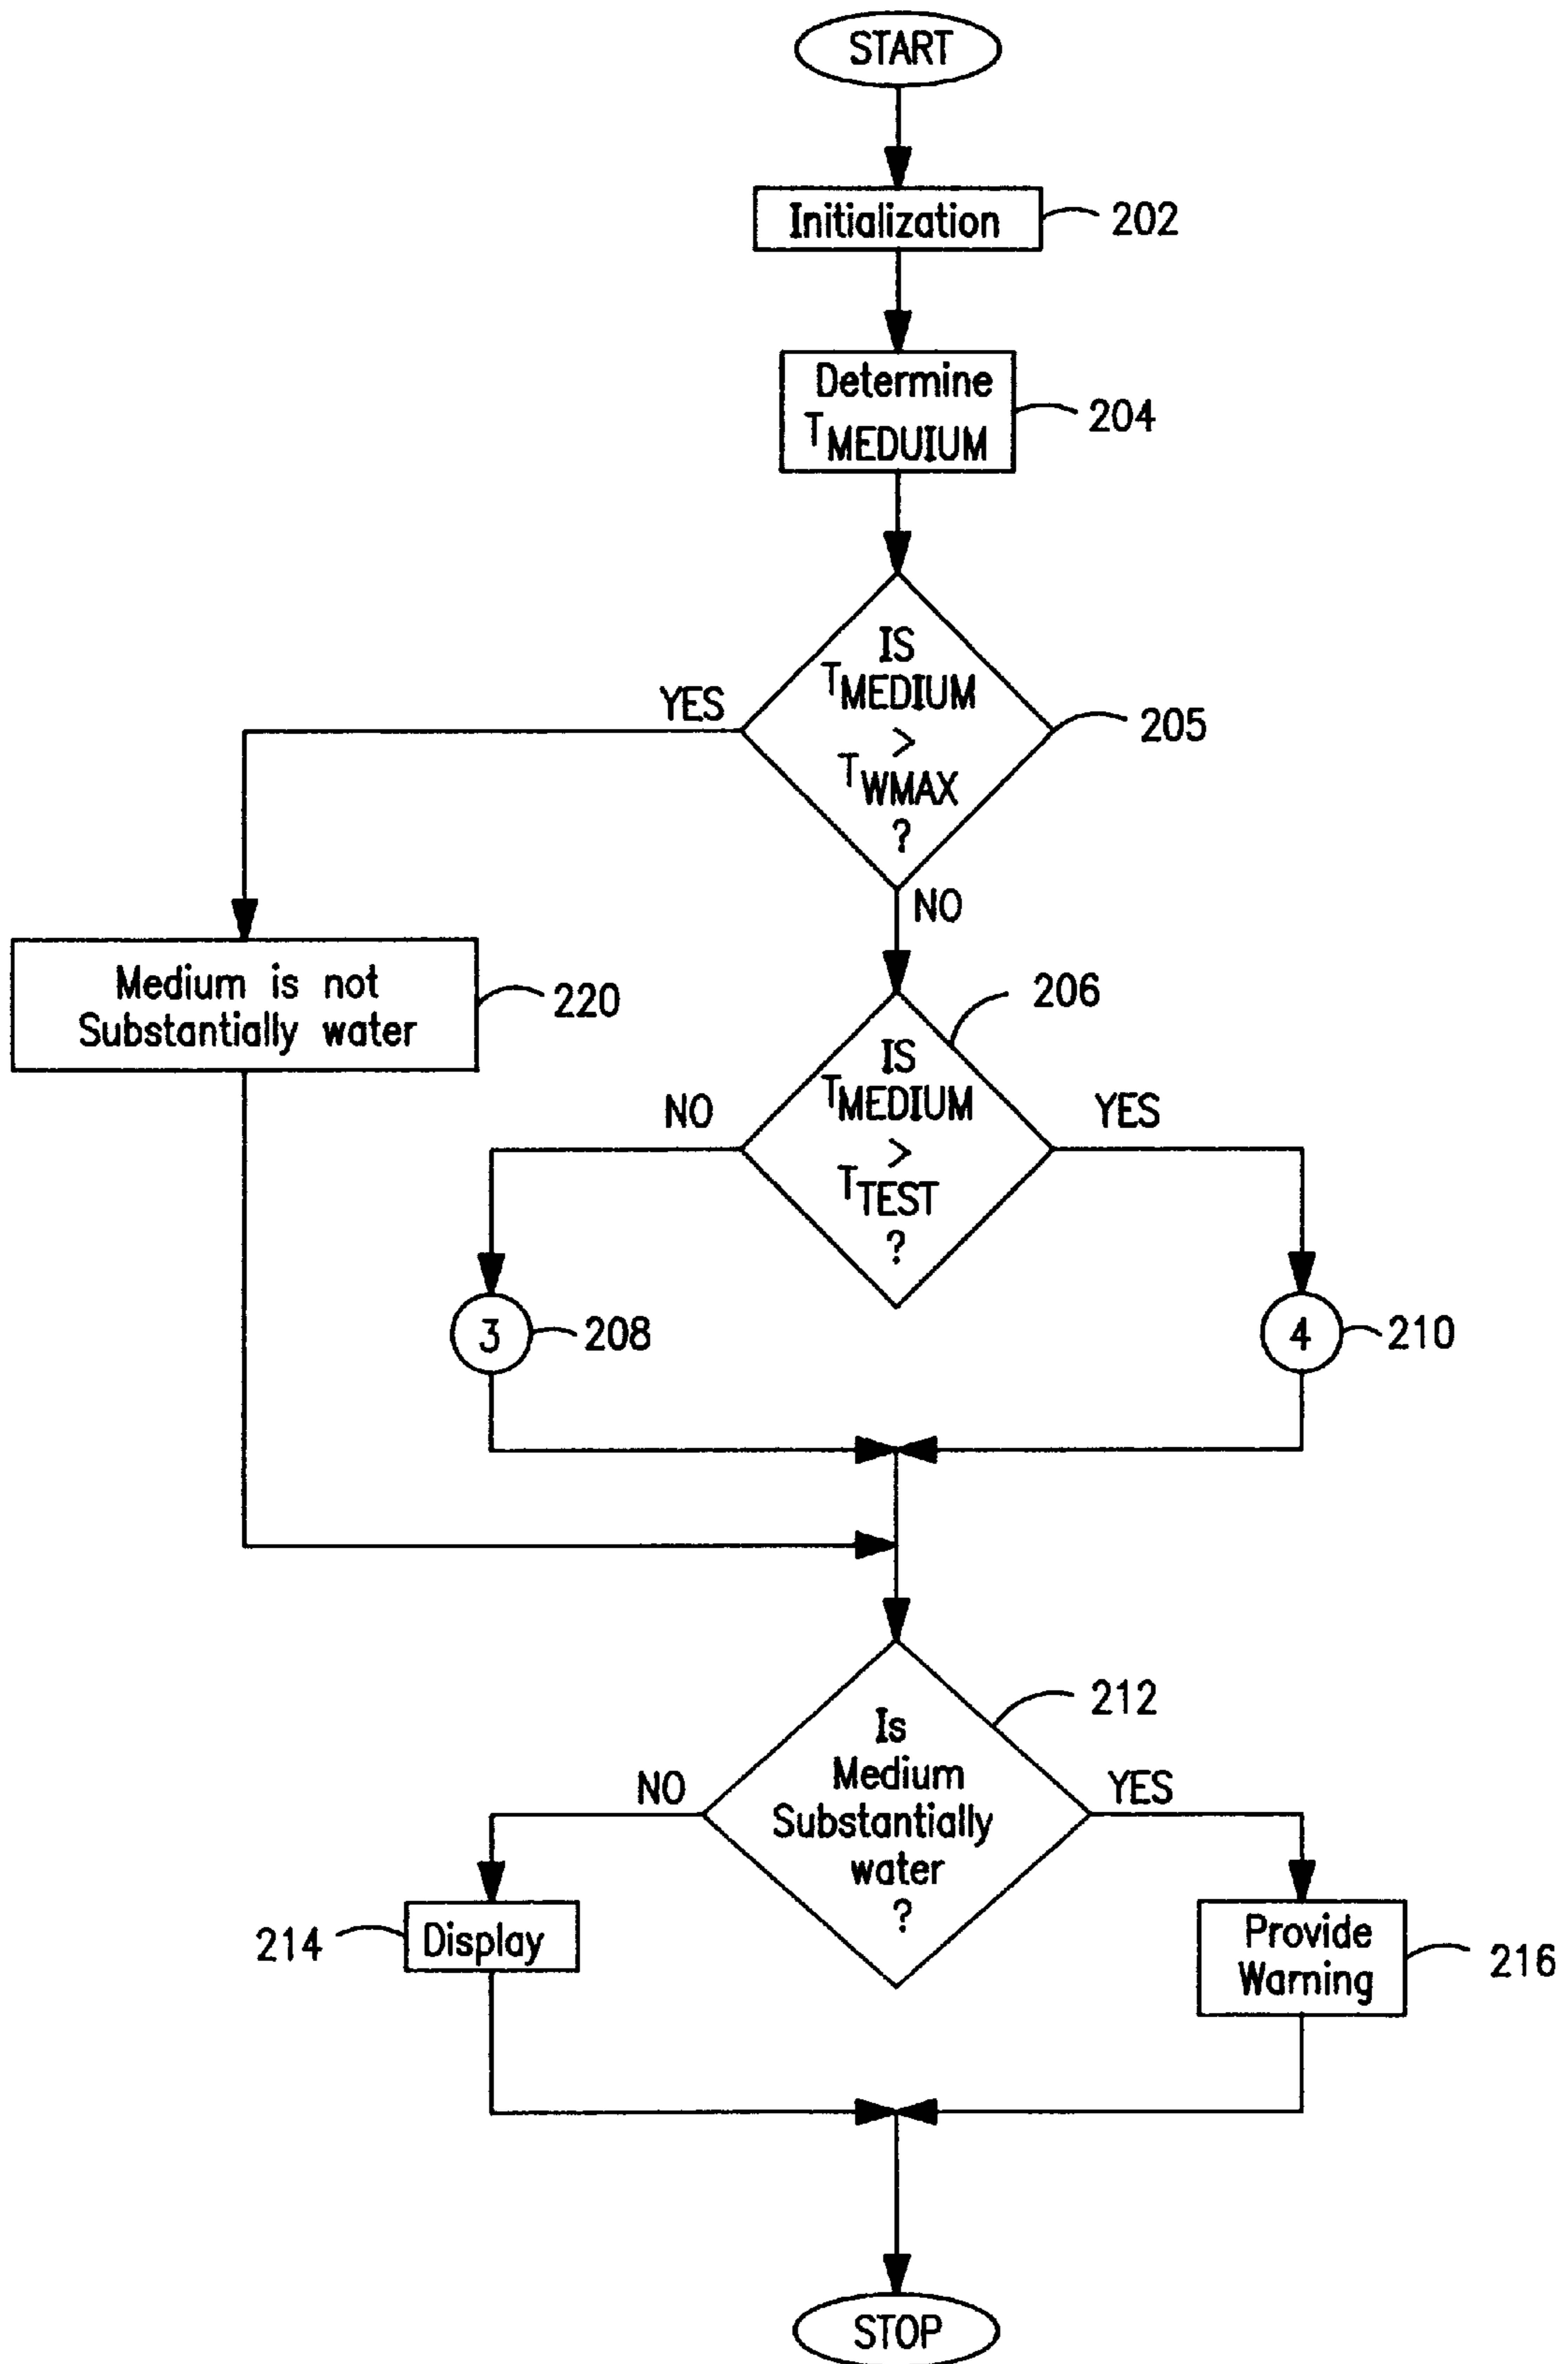 START
Initialization
202
Determine
TMEDUIUM
204
IS
TMEDIUM
>
TWMAX
?
205
YES
NO
Medium is not
Substantially water
220
206
IS
TMEDIUM
>
TTEST
?
NO
YES
3
208
4
210
212
Is
Medium
Substantially
water
?
NO
YES
214
Display
Provide
Warning
216
STOP